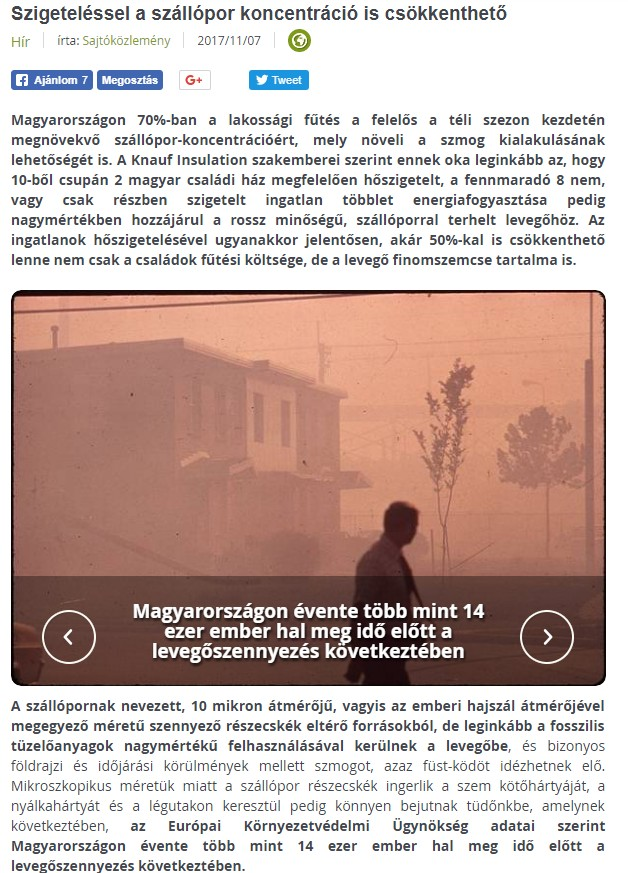 Szigeteléssel a szállópor koncentráció is csökkenthető
Hír írta: Sajtóközlemény 2017/11/07
Ajánlom 7 Megosztás G+ Tweet
Magyarországon 70%-ban a lakossági fűtés a felelős a téli szezon kezdetén
megnövekvő szállópor-koncentrációért, mely növeli a szmog kialakulásának
lehetőségét is. A Knauf Insulation szakemberei szerint ennek oka leginkább az, hogy
10-ből csupán 2 magyar családi ház megfelelően hőszigetelt, a fennmaradó 8 nem,
vagy csak részben szigetelt ingatlan többlet energiafogyasztása pedig
nagymértékben hozzájárul a rossz minőségű, szállóporral terhelt levegőhöz. Az
ingatlanok hőszigetelésével ugyanakkor jelentősen, akár 50%-kal is csökkenthető
lenne nem csak a családok fűtési költsége, de a levegő finomszemcse tartalma is.
Magyarországon évente több mint 14
ezer ember hal meg idő előtt a
levegőszennyezés következtében
A szállópornak nevezett, 10 mikron átmérőjű, vagyis az emberi hajszál átmérőjével
megegyező méretű szennyező részecskék eltérő forrásokból, de leginkább a fosszilis
tüzelőanyagok nagymértékű felhasználásával kerülnek a levegőbe, és bizonyos
földrajzi és időjárási körülmények mellett szmogot, azaz füst-ködöt idézhetnek elő.
Mikroszkopikus méretük miatt a szállópor részecskék ingerlik a szem kötőhártyáját, a
nyálkahártyát és a légutakon keresztül pedig könnyen bejutnak tüdőnkbe, amelynek
következtében, az Európai Környezetvédelmi Ügynökség adatai szerint
Magyarországon évente több mint 14 ezer ember hal meg idő előtt a
levegőszennyezés következtében.